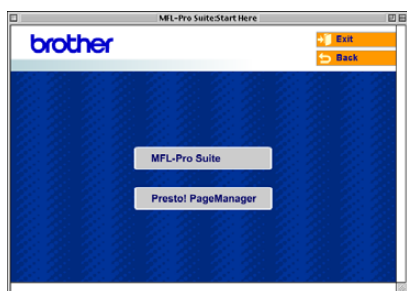 MFL-Pro Suite:Start Here
brother
Exit
Back
MFL-Pro Suite
Presto! PageManager